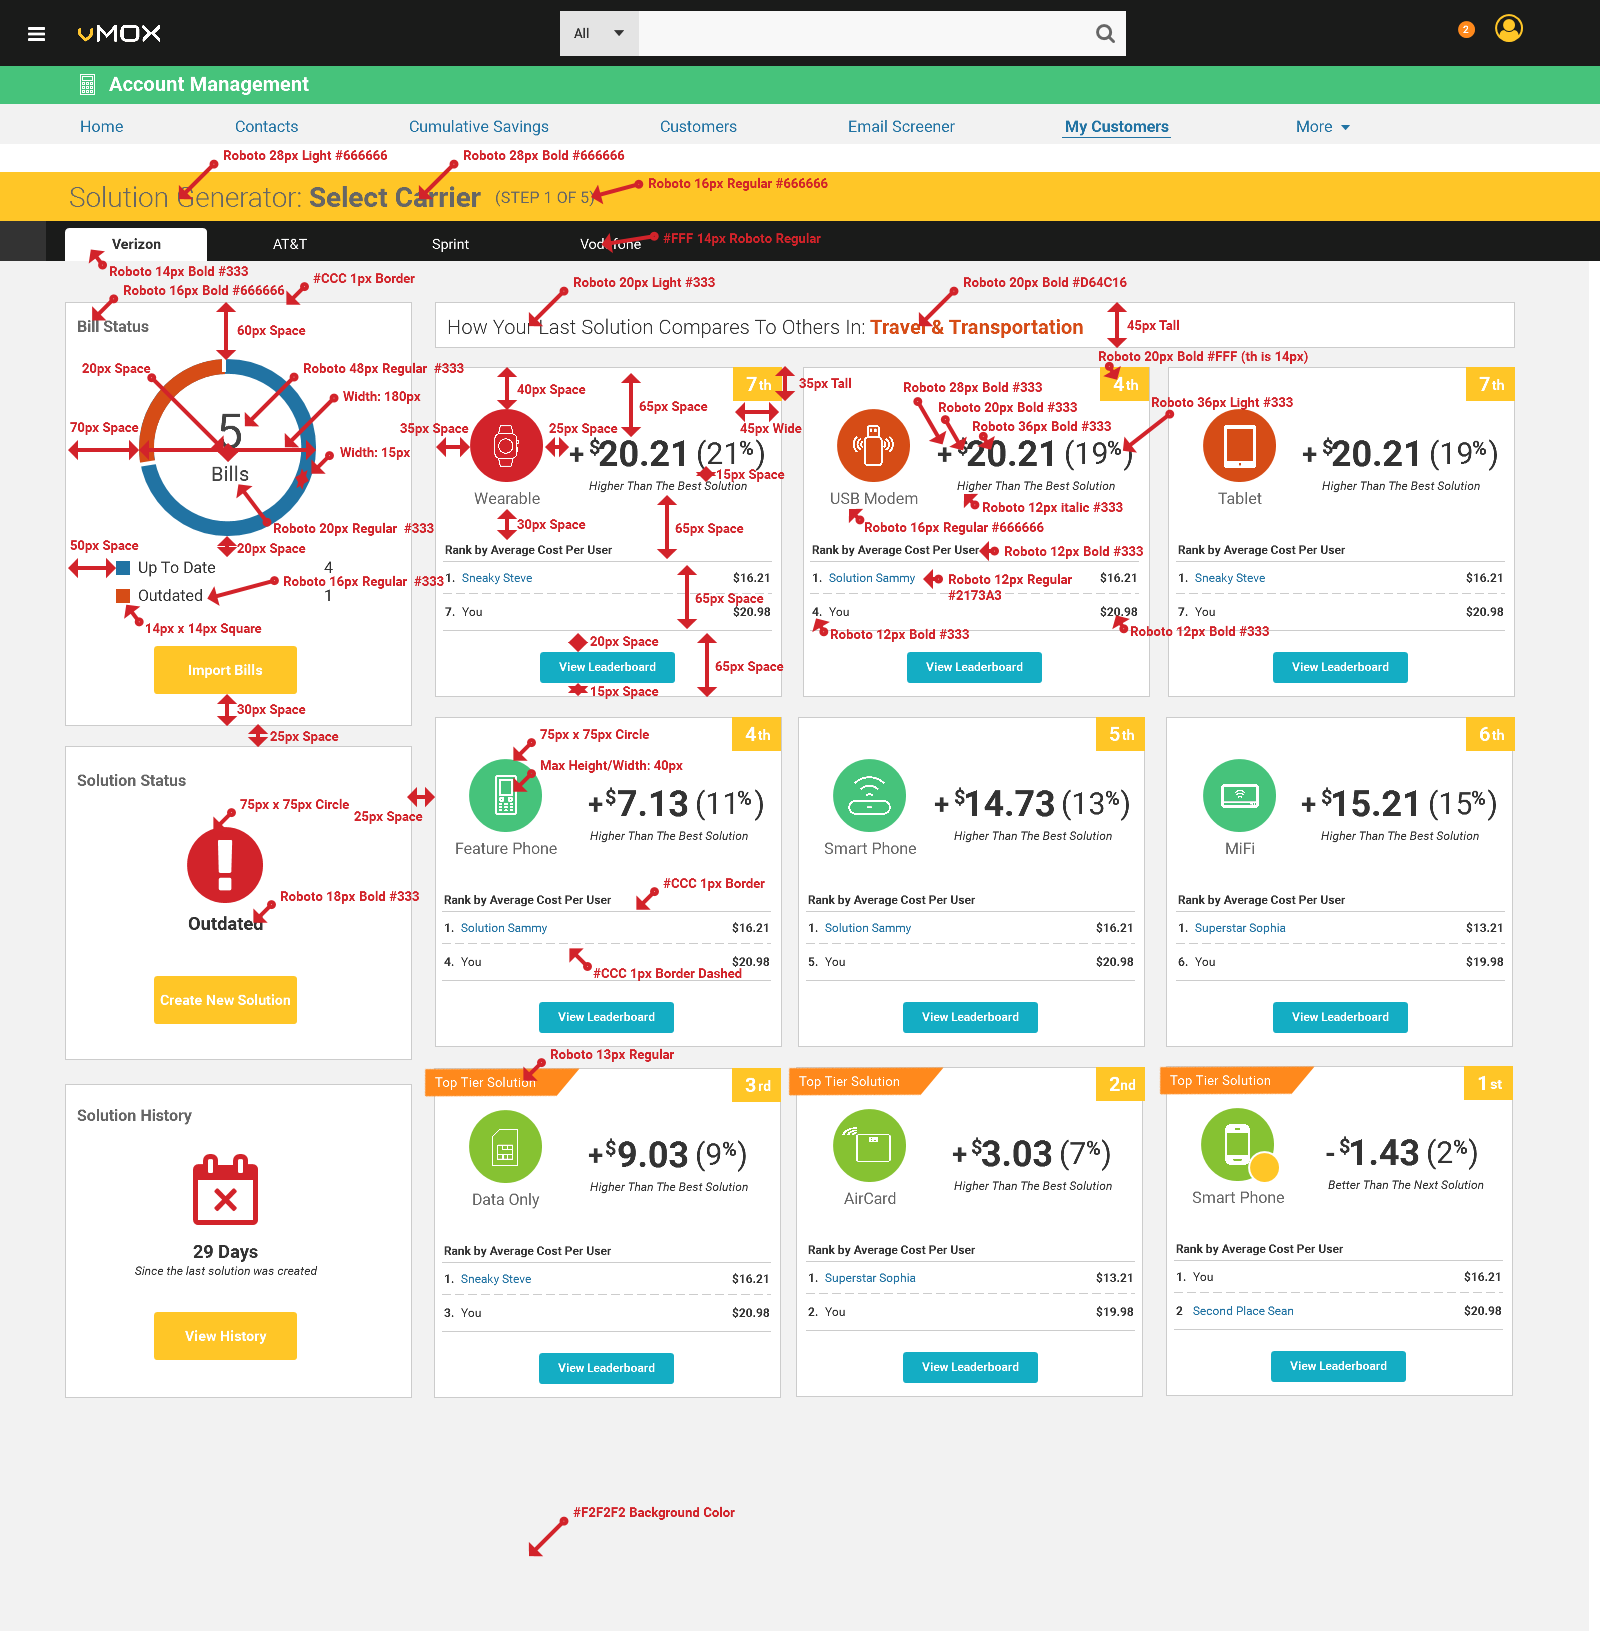 vMOX
All
2
Account Management
Home
Contacts
Cumulative Savings
Customers
Email Screener
My Customers
More
Roboto 28px Light #666666
Roboto 28px Bold #666666
Roboto 16px Regular #666666
Solution Generator: Select Carrier (STEP 1 OF 5)
Verizon
AT&T
Sprint
Vodofone
#FFF 14px Roboto Regular
Roboto 14px Bold #333
Roboto 16px Bold #666666
#CCC 1px Border
Bill Status
60px Space
20px Space
Roboto 48px Regular #333
Width: 180px
70px Space
5
Bills
Width: 15px
Roboto 20px Regular #333
50px Space
20px Space
Up To Date 4
Roboto 16px Regular #333
Outdated 1
14px x 14px Square
Import Bills
30px Space
25px Space
Solution Status
75px x 75px Circle
25px Space
Roboto 18px Bold #333
Outdated
Create New Solution
Solution History
29 Days
Since the last solution was created
View History
Roboto 20px Light #333
Roboto 20px Bold #D64C16
How Your Last Solution Compares To Others In: Travel & Transportation
45px Tall
Roboto 20px Bold #FFF (th is 14px)
7th
35px Tall
40px Space
65px Space
45px Wide
35px Space
25px Space
+$20.21 (21%)
15px Space
Higher Than The Best Solution
Wearable
30px Space
65px Space
Rank by Average Cost Per User
1. Sneaky Steve $16.21
65px Space
7. You $20.98
20px Space
View Leaderboard
65px Space
15px Space
4th
Roboto 28px Bold #333
Roboto 20px Bold #333
Roboto 36px Bold #333
Roboto 36px Light #333
+$20.21 (19%)
Higher Than The Best Solution
USB Modem
Roboto 12px italic #333
Roboto 16px Regular #666666
Rank by Average Cost Per User
Roboto 12px Bold #333
1. Solution Sammy $16.21
Roboto 12px Regular
#2173A3
4. You $20.98
Roboto 12px Bold #333
Roboto 12px Bold #333
View Leaderboard
7th
+$20.21 (19%)
Higher Than The Best Solution
Tablet
Rank by Average Cost Per User
1. Sneaky Steve $16.21
7. You $20.98
View Leaderboard
4th
75px x 75px Circle
Max Height/Width: 40px
+$7.13 (11%)
Higher Than The Best Solution
Feature Phone
#CCC 1px Border
Rank by Average Cost Per User
1. Solution Sammy $16.21
4. You $20.98
#CCC 1px Border Dashed
View Leaderboard
5th
+$14.73 (13%)
Higher Than The Best Solution
Smart Phone
Rank by Average Cost Per User
1. Solution Sammy $16.21
5. You $20.98
View Leaderboard
6th
+$15.21 (15%)
Higher Than The Best Solution
MiFi
Rank by Average Cost Per User
1. Superstar Sophia $13.21
6. You $19.98
View Leaderboard
Roboto 13px Regular
Top Tier Solution
3rd
+$9.03 (9%)
Higher Than The Best Solution
Data Only
Rank by Average Cost Per User
1. Sneaky Steve $16.21
3. You $20.98
View Leaderboard
Top Tier Solution
2nd
+$3.03 (7%)
Higher Than The Best Solution
AirCard
Rank by Average Cost Per User
1. Superstar Sophia $13.21
2. You $19.98
View Leaderboard
Top Tier Solution
1st
-$1.43 (2%)
Better Than The Next Solution
Smart Phone
Rank by Average Cost Per User
1. You $16.21
2 Second Place Sean $20.98
View Leaderboard
#F2F2F2 Background Color